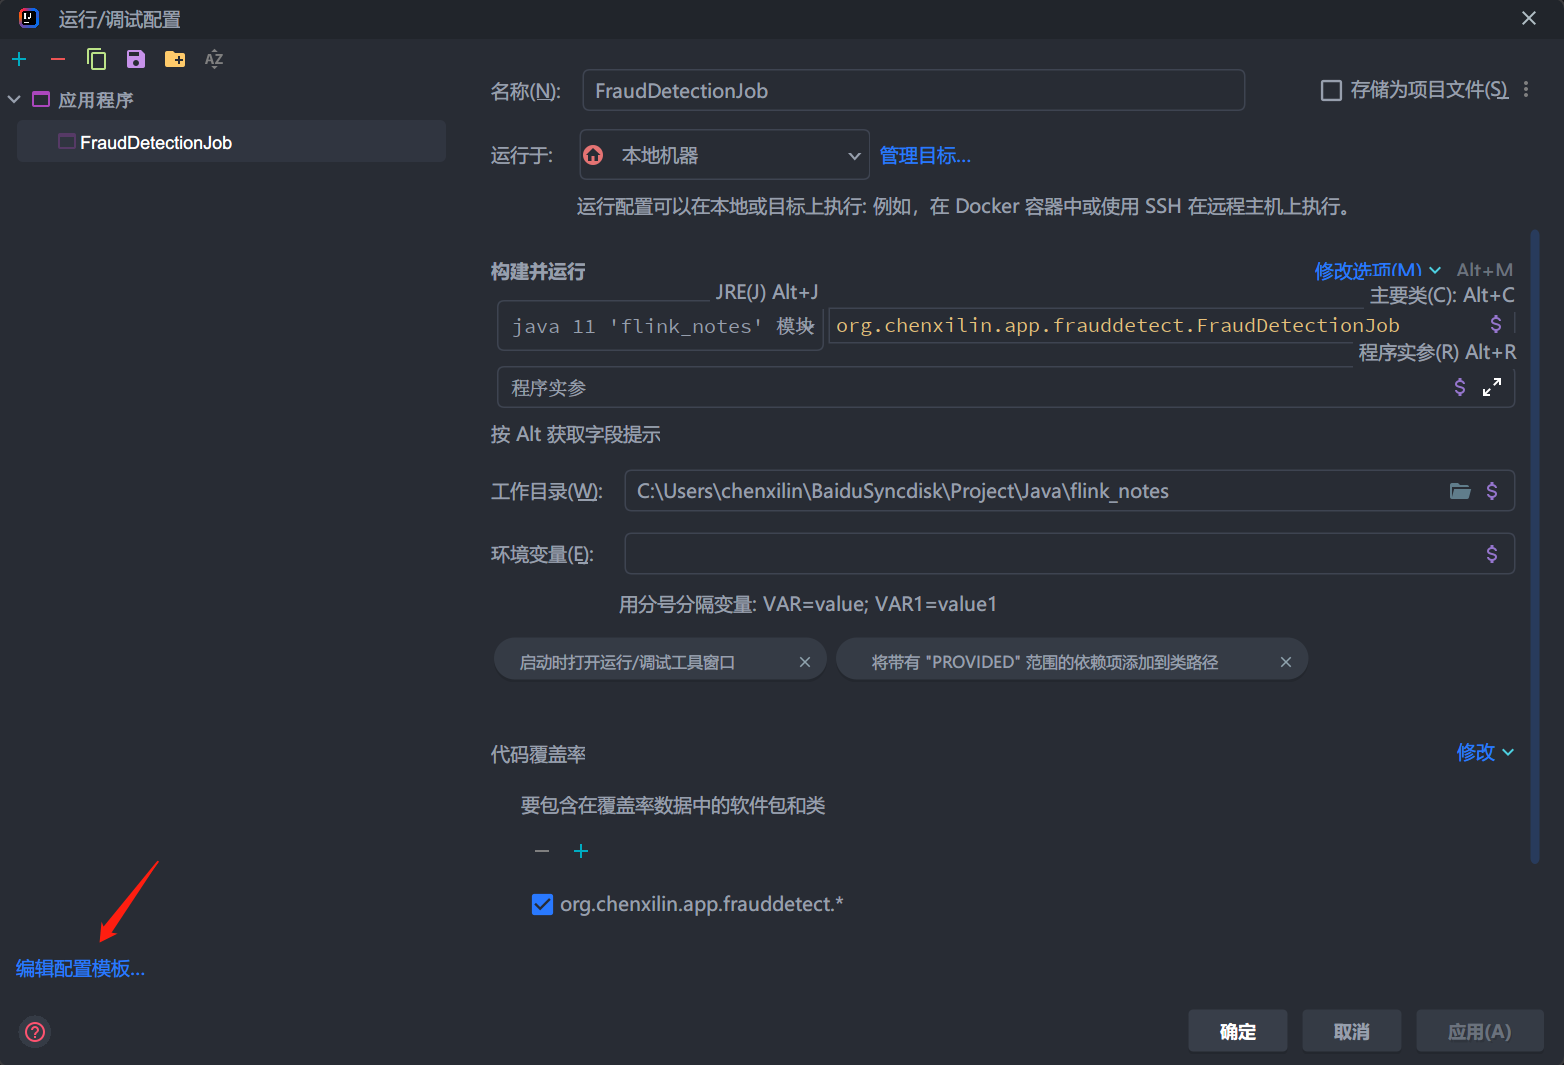 运行/调试配置
应用程序
FraudDetectionJob
名称(N):
FraudDetectionJob
存储为项目文件(S)
运行于:
本地机器
管理目标...
运行配置可以在本地或目标上执行: 例如，在 Docker 容器中或使用 SSH 在远程主机上执行。
构建并运行
修改选项(M)
Alt+M
JRE(J) Alt+J
主要类(C): Alt+C
java 11 'flink_notes' 模块
org.chenxilin.app.frauddetect.FraudDetectionJob
程序实参(R) Alt+R
程序实参
按 Alt 获取字段提示
工作目录(W):
C:\Users\chenxilin\BaiduSyncdisk\Project\Java\flink_notes
环境变量(E):
用分号分隔变量: VAR=value; VAR1=value1
启动时打开运行/调试工具窗口
将带有 "PROVIDED" 范围的依赖项添加到类路径
代码覆盖率
修改
要包含在覆盖率数据中的软件包和类
org.chenxilin.app.frauddetect.*
编辑配置模板...
确定
取消
应用(A)